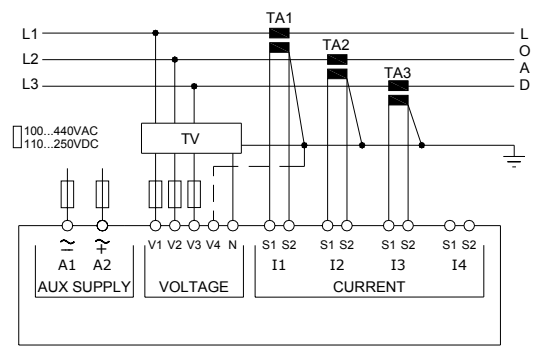 TA1
L1
L
TA2
L2
O
A
TA3
L3
D
100...440VAC
110...250VDC
TV
V1 V2 V3 V4 N
S1 S2
S1 S2
S1 S2
S1 S2
A1 A2
I1
I2
I3
I4
AUX SUPPLY
VOLTAGE
CURRENT